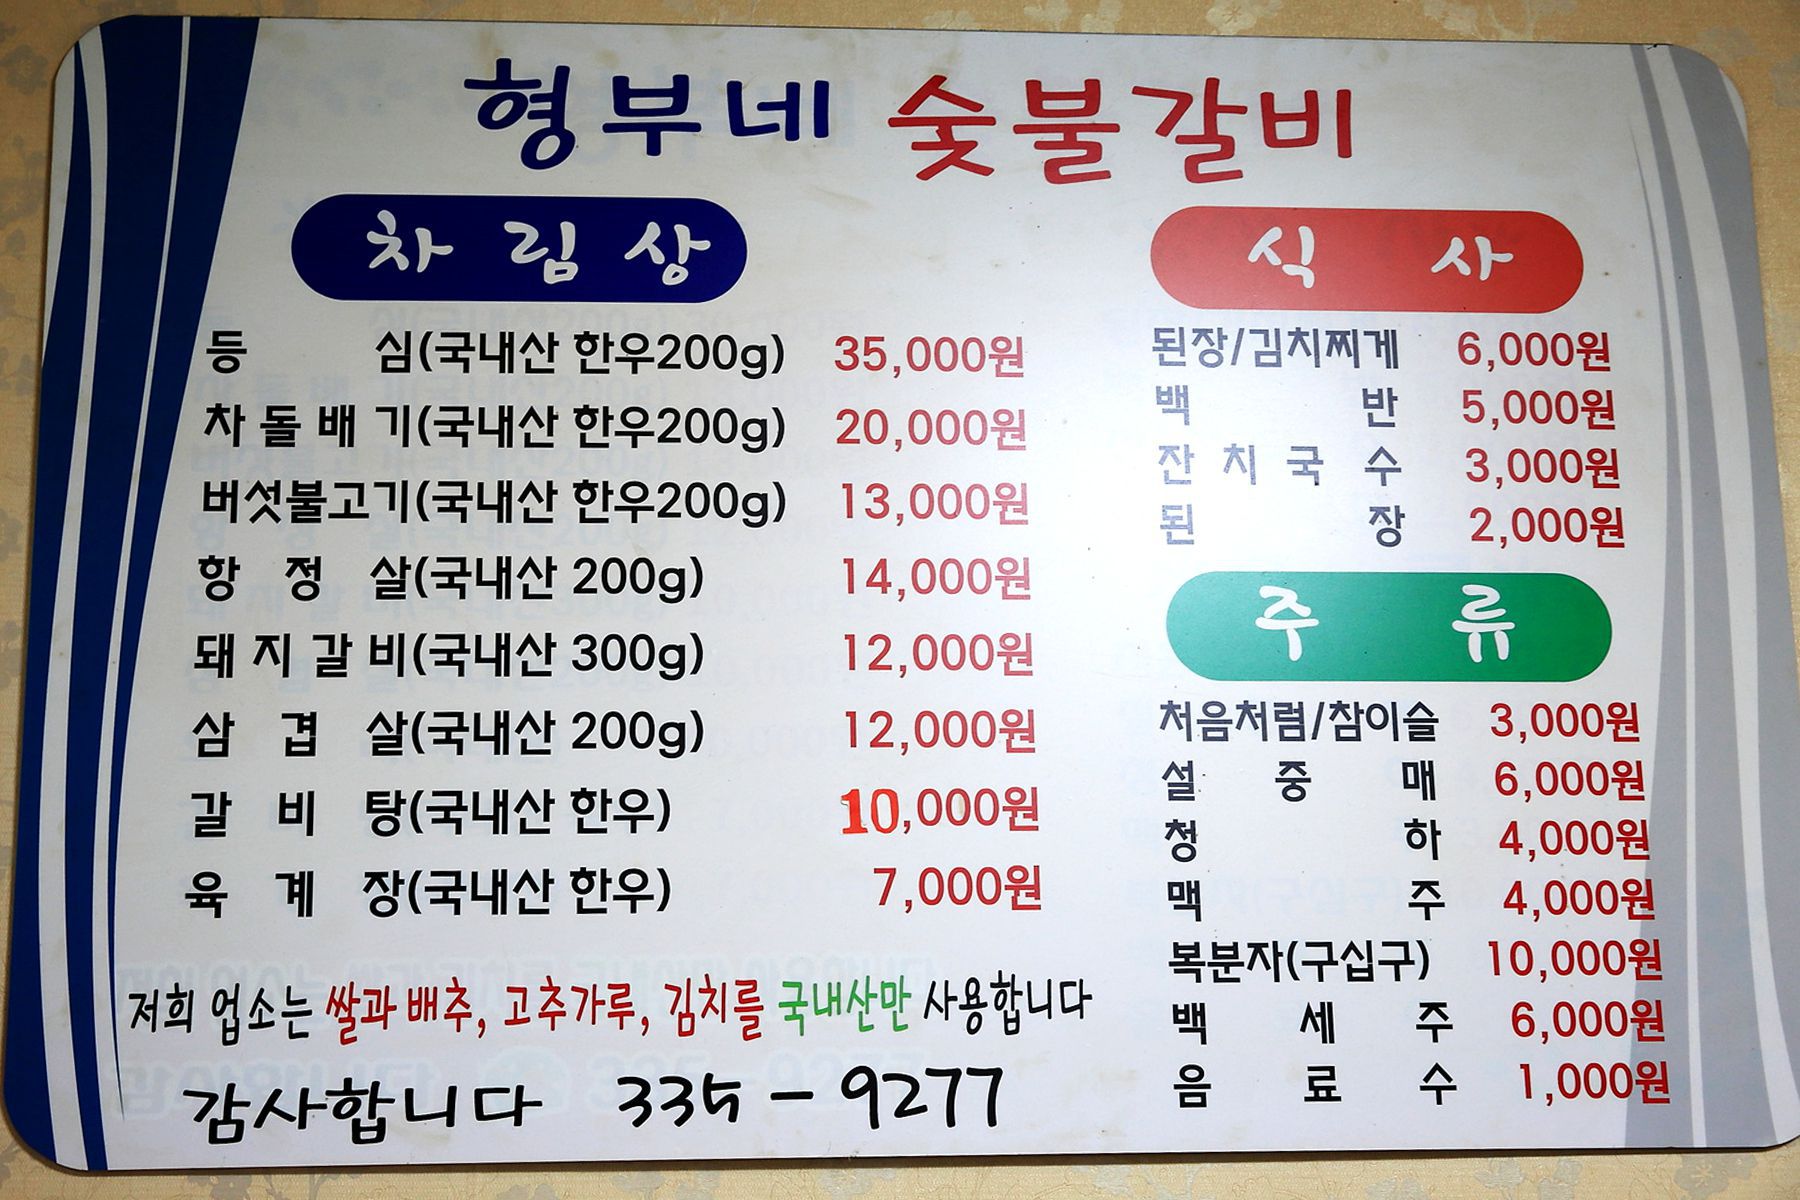 형부네 숯불갈비
차림상
등심(국내산 한우200g) 35,000원
차돌배기(국내산 한우200g) 20,000원
버섯불고기(국내산 한우200g) 13,000원
항정살(국내산 200g) 14,000원
돼지갈비(국내산 300g) 12,000원
삼겹살(국내산 200g) 12,000원
갈비탕(국내산 한우) 10,000원
육계장(국내산 한우) 7,000원
저희 업소는 쌀과 배추, 고추가루, 김치를 국내산만 사용합니다
감사합니다 335-9277
식사
된장/김치찌게 6,000원
백반 5,000원
잔치국수 3,000원
된장 2,000원
주류
처음처럼/참이슬 3,000원
설중매 6,000원
청하 4,000원
맥주 4,000원
복분자(구십구) 10,000원
백세주 6,000원
음료수 1,000원